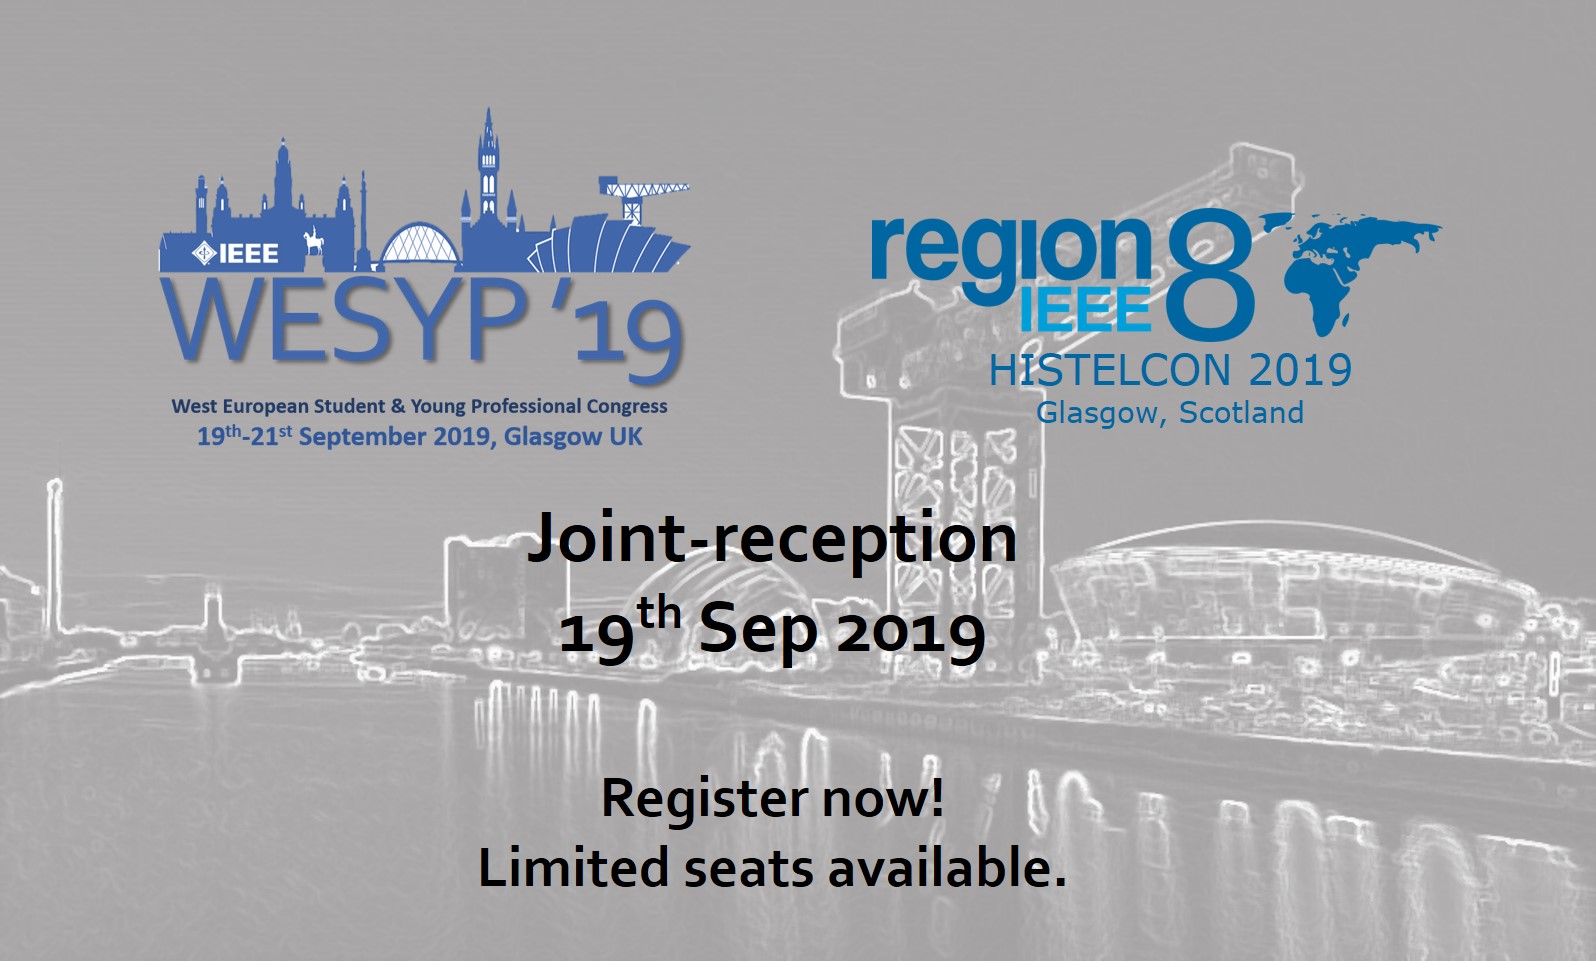 IEEE
WESYP '19
West European Student & Young Professional Congress
19th-21st September 2019, Glasgow UK
region 8
IEEE
HISTELCON 2019
Glasgow, Scotland
Joint-reception
19th Sep 2019
Register now!
Limited seats available.